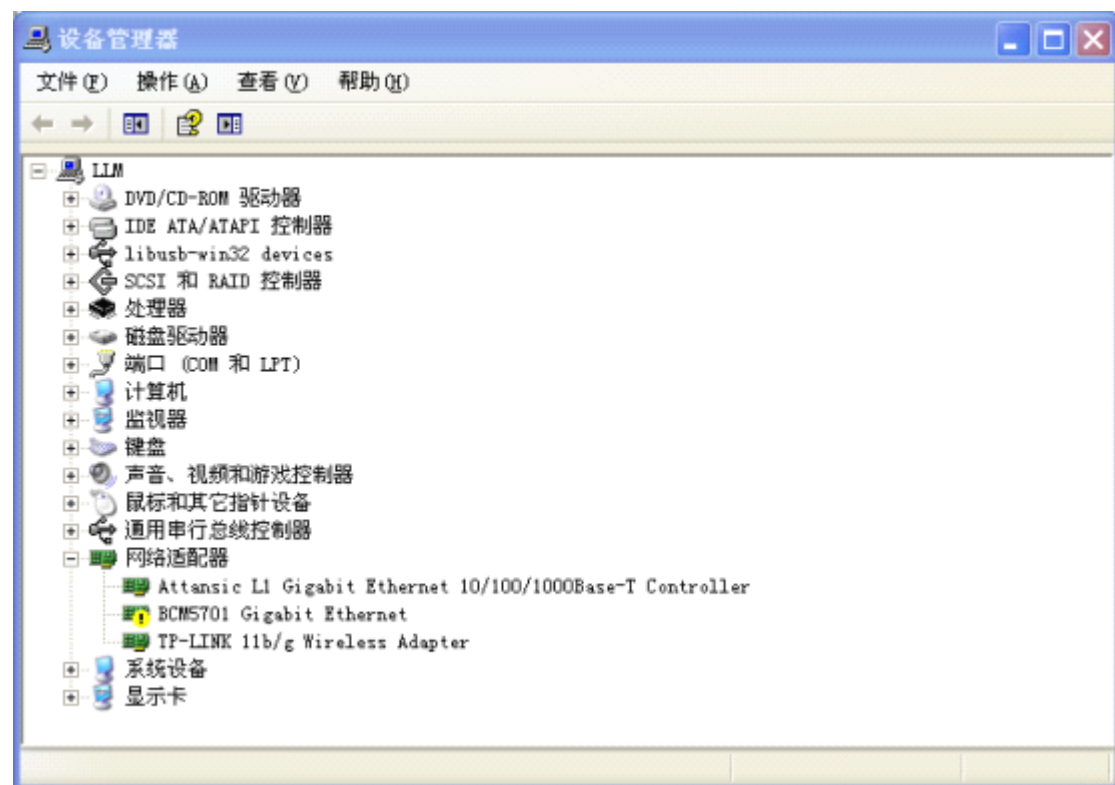 设备管理器
文件(F) 操作(A) 查看(V) 帮助(H)
LLM
DVD/CD-ROM 驱动器
IDE ATA/ATAPI 控制器
libusb-win32 devices
SCSI 和 RAID 控制器
处理器
磁盘驱动器
端口 (COM 和 LPT)
计算机
监视器
键盘
声音、视频和游戏控制器
鼠标和其它指针设备
通用串行总线控制器
网络适配器
Attansic L1 Gigabit Ethernet 10/100/1000Base-T Controller
BCM5701 Gigabit Ethernet
TP-LINK 11b/g Wireless Adapter
系统设备
显示卡